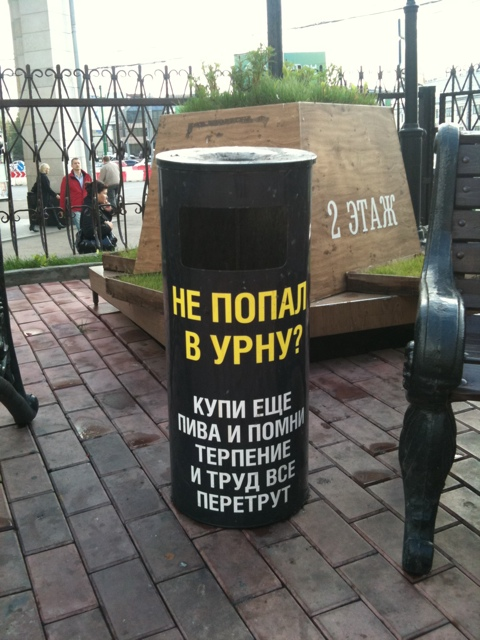 2 ЭТАЖ
НЕ ПОПАЛ
В УРНУ?
КУПИ ЕЩЕ
ПИВА И ПОМНИ
ТЕРПЕНИЕ
И ТРУД ВСЕ
ПЕРЕТРУТ